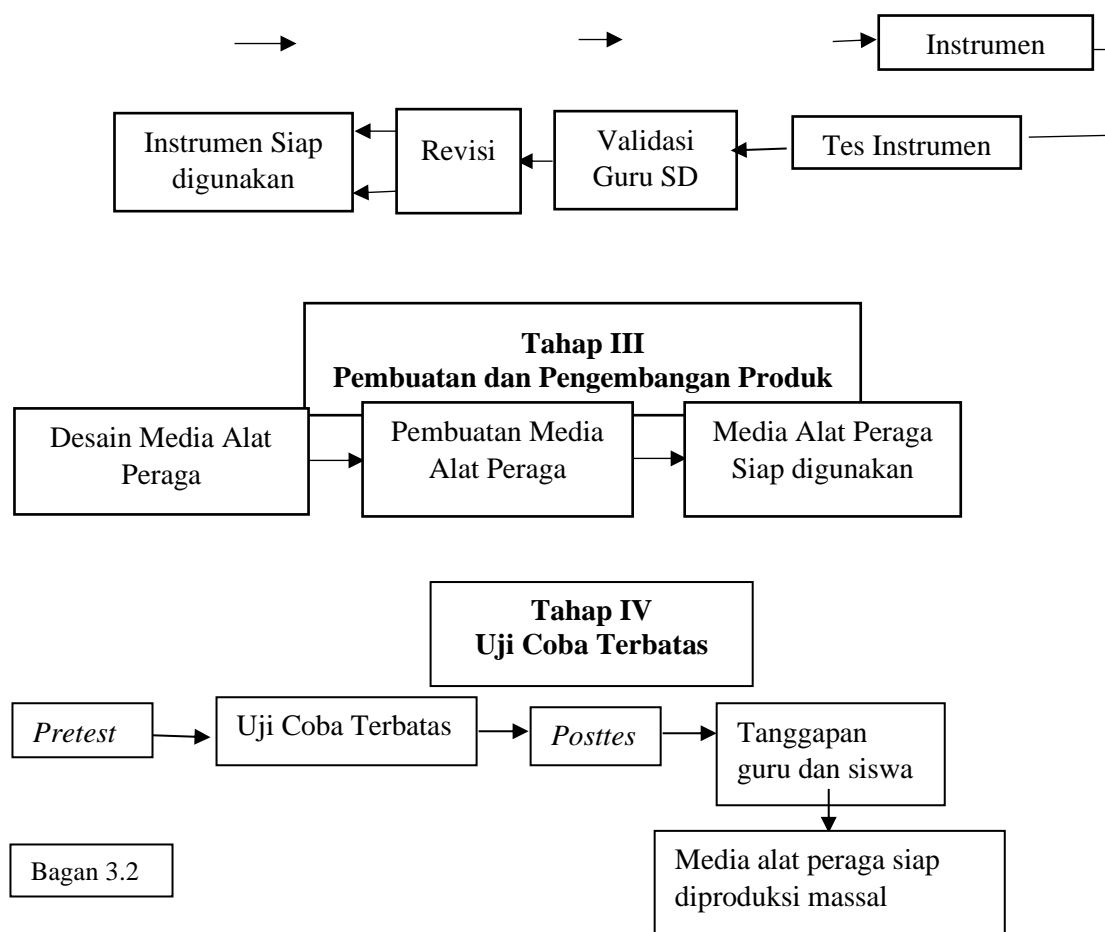 Instrumen
Instrumen Siap
digunakan
Revisi
Validasi
Guru SD
Tes Instrumen
Tahap III
Pembuatan dan Pengembangan Produk
Desain Media Alat
Peraga
Pembuatan Media
Alat Peraga
Media Alat Peraga
Siap digunakan
Tahap IV
Uji Coba Terbatas
Pretest
Uji Coba Terbatas
Posttes
Tanggapan
guru dan siswa
Media alat peraga siap
diproduksi massal
Bagan 3.2